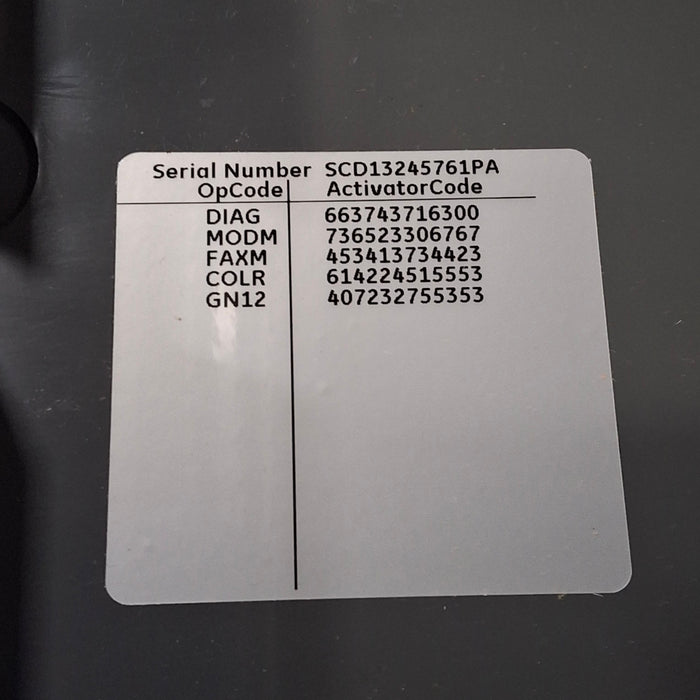 Serial Number SCD13245761PA
OpCode ActivatorCode
DIAG 663743716300
MODM 736523306767
FAXM 453413734423
COLR 614224515553
GN12 407232755353